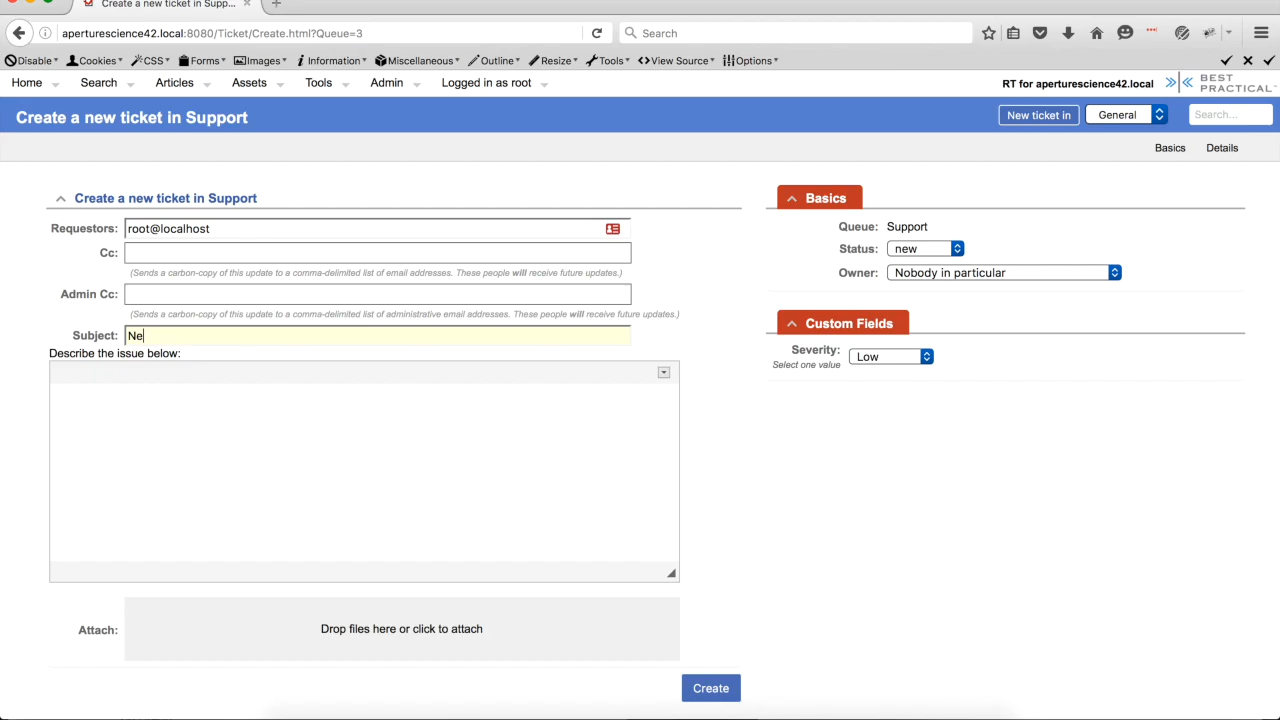 Create a new ticket in Supp...
aperturescience42.local:8080/Ticket/Create.html?Queue=3
Search
Disable Cookies CSS Forms Images Information Miscellaneous Outline Resize Tools View Source Options
Home Search Articles Assets Tools Admin Logged in as root
RT for aperturescience42.local
BEST
PRACTICAL
Create a new ticket in Support
New ticket in General Search...
Basics Details
Create a new ticket in Support
Requestors: root@localhost
Cc:
(Sends a carbon-copy of this update to a comma-delimited list of email addresses. These people will receive future updates.)
Admin Cc:
(Sends a carbon-copy of this update to a comma-delimited list of administrative email addresses. These people will receive future updates.)
Subject: Ne
Describe the issue below:
Attach: Drop files here or click to attach
Create
Basics
Queue: Support
Status: new
Owner: Nobody in particular
Custom Fields
Severity: Low
Select one value